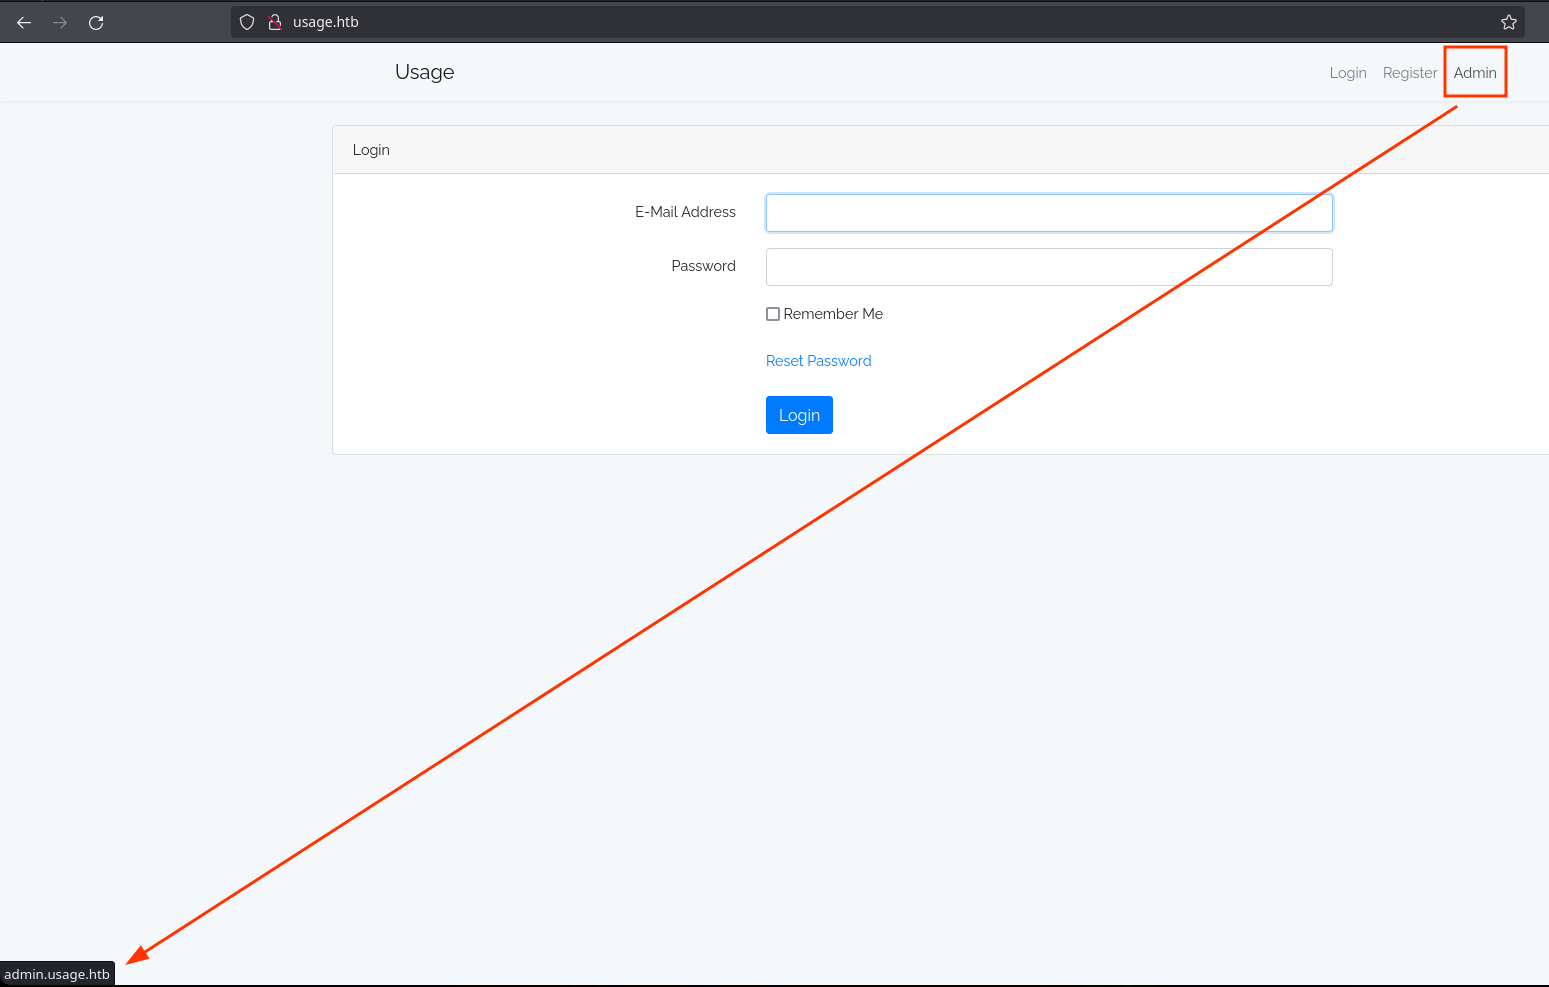 usage.htb
Usage
Login Register Admin
Login
E-Mail Address
Password
Remember Me
Reset Password
Login
admin.usage.htb